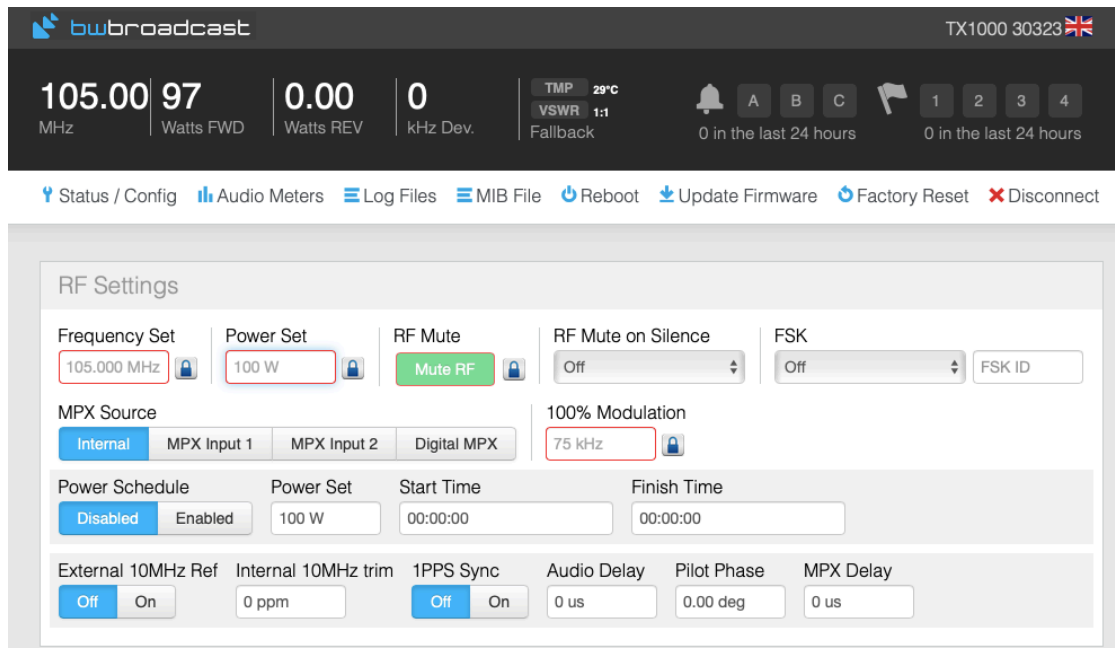 bwbroadcast TX1000 30323
105.00 97 0.00 0 TMP 29°C
VSWR 1:1 A B C 1 2 3 4
MHz Watts FWD Watts REV kHz Dev. Fallback 0 in the last 24 hours 0 in the last 24 hours
Status / Config Audio Meters Log Files MIB File Reboot Update Firmware Factory Reset Disconnect
RF Settings
Frequency Set Power Set RF Mute RF Mute on Silence FSK
105.000 MHz 100 W Mute RF Off Off FSK ID
MPX Source 100% Modulation
Internal MPX Input 1 MPX Input 2 Digital MPX 75 kHz
Power Schedule Power Set Start Time Finish Time
Disabled Enabled 100 W 00:00:00 00:00:00
External 10MHz Ref Internal 10MHz trim 1PPS Sync Audio Delay Pilot Phase MPX Delay
Off On 0 ppm Off On 0 us 0.00 deg 0 us